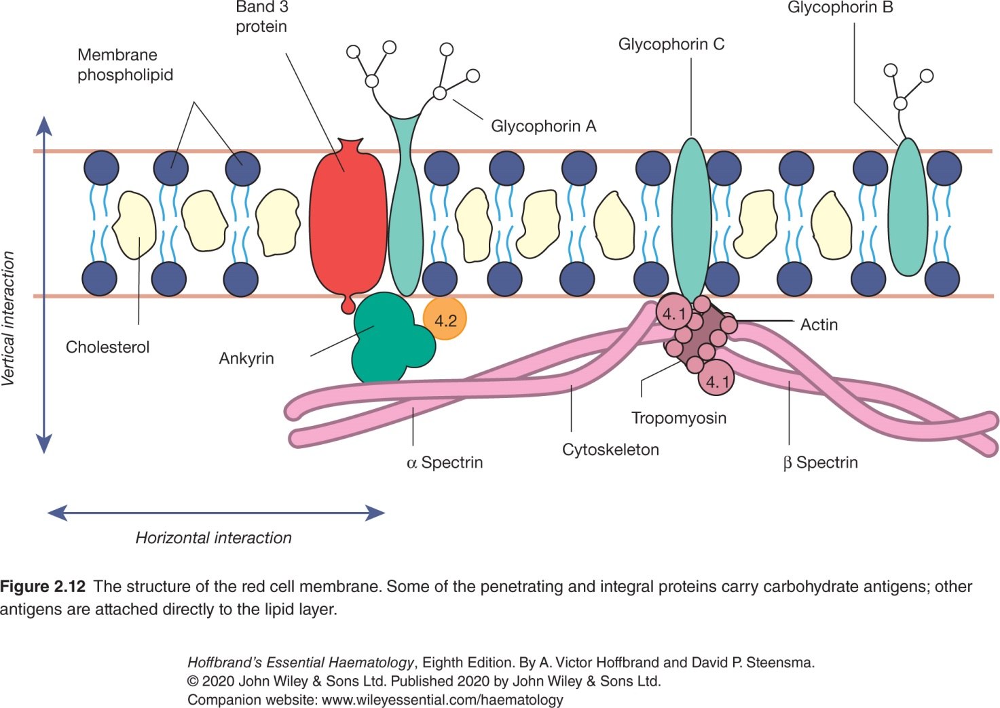 Band 3
protein
Glycophorin B
Glycophorin C
Membrane
phospholipid
Glycophorin A
Vertical interaction
Cholesterol
Ankyrin
4.2
4.1
4.1
Actin
Tropomyosin
Cytoskeleton
α Spectrin
β Spectrin
Horizontal interaction
Figure 2.12 The structure of the red cell membrane. Some of the penetrating and integral proteins carry carbohydrate antigens; other
antigens are attached directly to the lipid layer.
Hoffbrand's Essential Haematology, Eighth Edition. By A. Victor Hoffbrand and David P. Steensma.
© 2020 John Wiley & Sons Ltd. Published 2020 by John Wiley & Sons Ltd.
Companion website: www.wileyessential.com/haematology